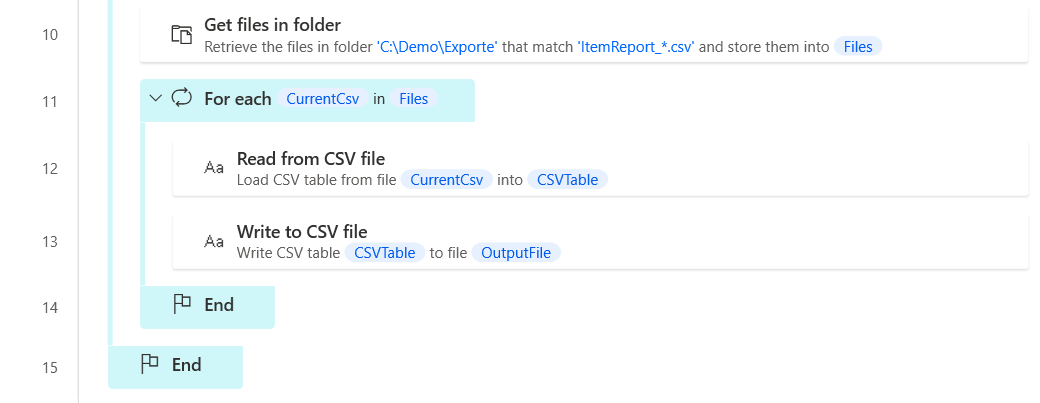 10
Get files in folder
Retrieve the files in folder 'C:\Demo\Exporte' that match 'ItemReport_*.csv' and store them into Files
11
For each CurrentCsv in Files
12
Read from CSV file
Load CSV table from file CurrentCsv into CSVTable
13
Write to CSV file
Write CSV table CSVTable to file OutputFile
14
End
15
End